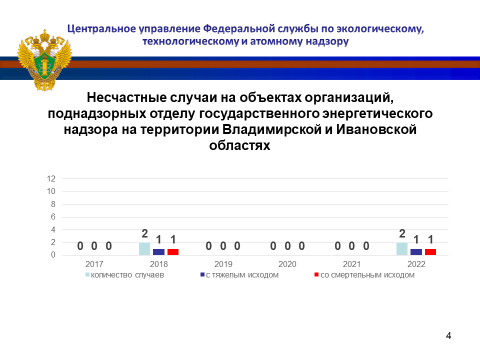 Центральное управление Федеральной службы по экологическому,
технологическому и атомному надзору
Несчастные случаи на объектах организаций,
поднадзорных отделу государственного энергетического
надзора на территории Владимирской и Ивановской
областях
12
10
8
6
4
2
0
0 0 0 2 1 1 0 0 0 0 0 0 0 0 0 2 1 1
2017 2018 2019 2020 2021 2022
количество случаев с тяжелым исходом со смертельным исходом
4